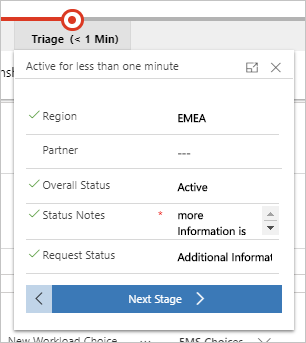 Triage (< 1 Min)
Active for less than one minute
Region
EMEA
Partner
---
Overall Status
Active
Status Notes
*
more
Information is
Request Status
Additional Informat
Next Stage
New Workload Choice
---
EMS Choices